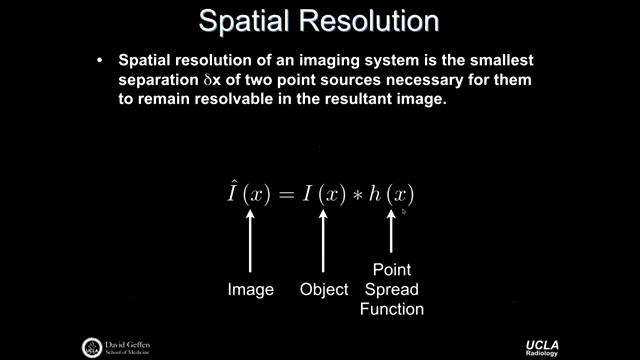 Spatial Resolution
• Spatial resolution of an imaging system is the smallest
separation δx of two point sources necessary for them
to remain resolvable in the resultant image.
Î (x) = I (x) ∗ h (x)
Image
Object
Point
Spread
Function
UCLA
David Geffen
School of Medicine
UCLA
Radiology